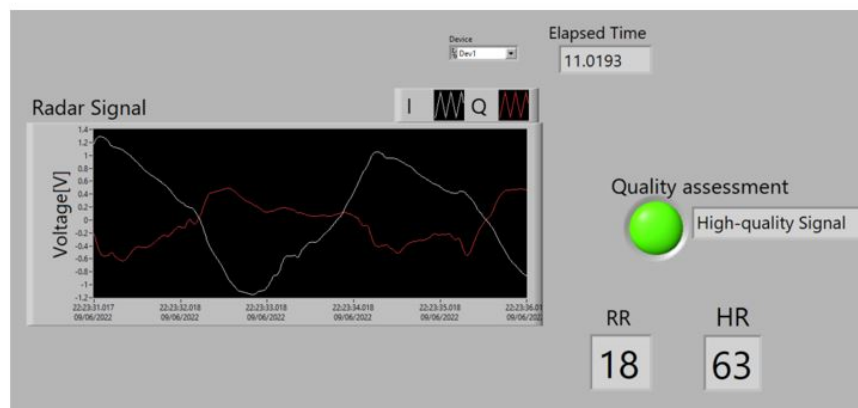 Device
Dev1
Elapsed Time
11.0193
Radar Signal
I Q
Voltage[V]
1.4
1.2
1
0.8
0.6
0.4
0.2
0
-0.2
-0.4
-0.6
-0.8
-1
-1.2
22:23:31.017 22:23:32.018 22:23:33.018 22:23:34.018 22:23:35.018 22:23:36.01
09/06/2022 09/06/2022 09/06/2022 09/06/2022 09/06/2022 09/06/2022
Quality assessment
High-quality Signal
RR HR
18 63